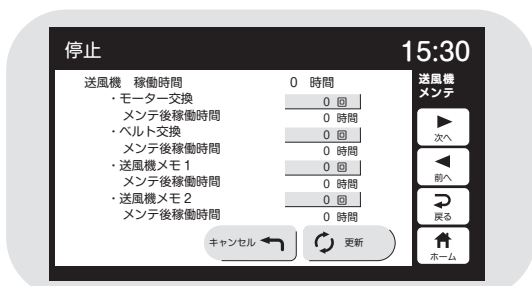 停止 15:30
送風機 稼働時間 0 時間
・モーター交換 0 回
メンテ後稼働時間 0 時間
・ベルト交換 0 回
メンテ後稼働時間 0 時間
・送風機メモ 1 0 回
メンテ後稼働時間 0 時間
・送風機メモ 2 0 回
メンテ後稼働時間 0 時間
キャンセル 更新
送風機
メンテ
次へ
前へ
戻る
ホーム